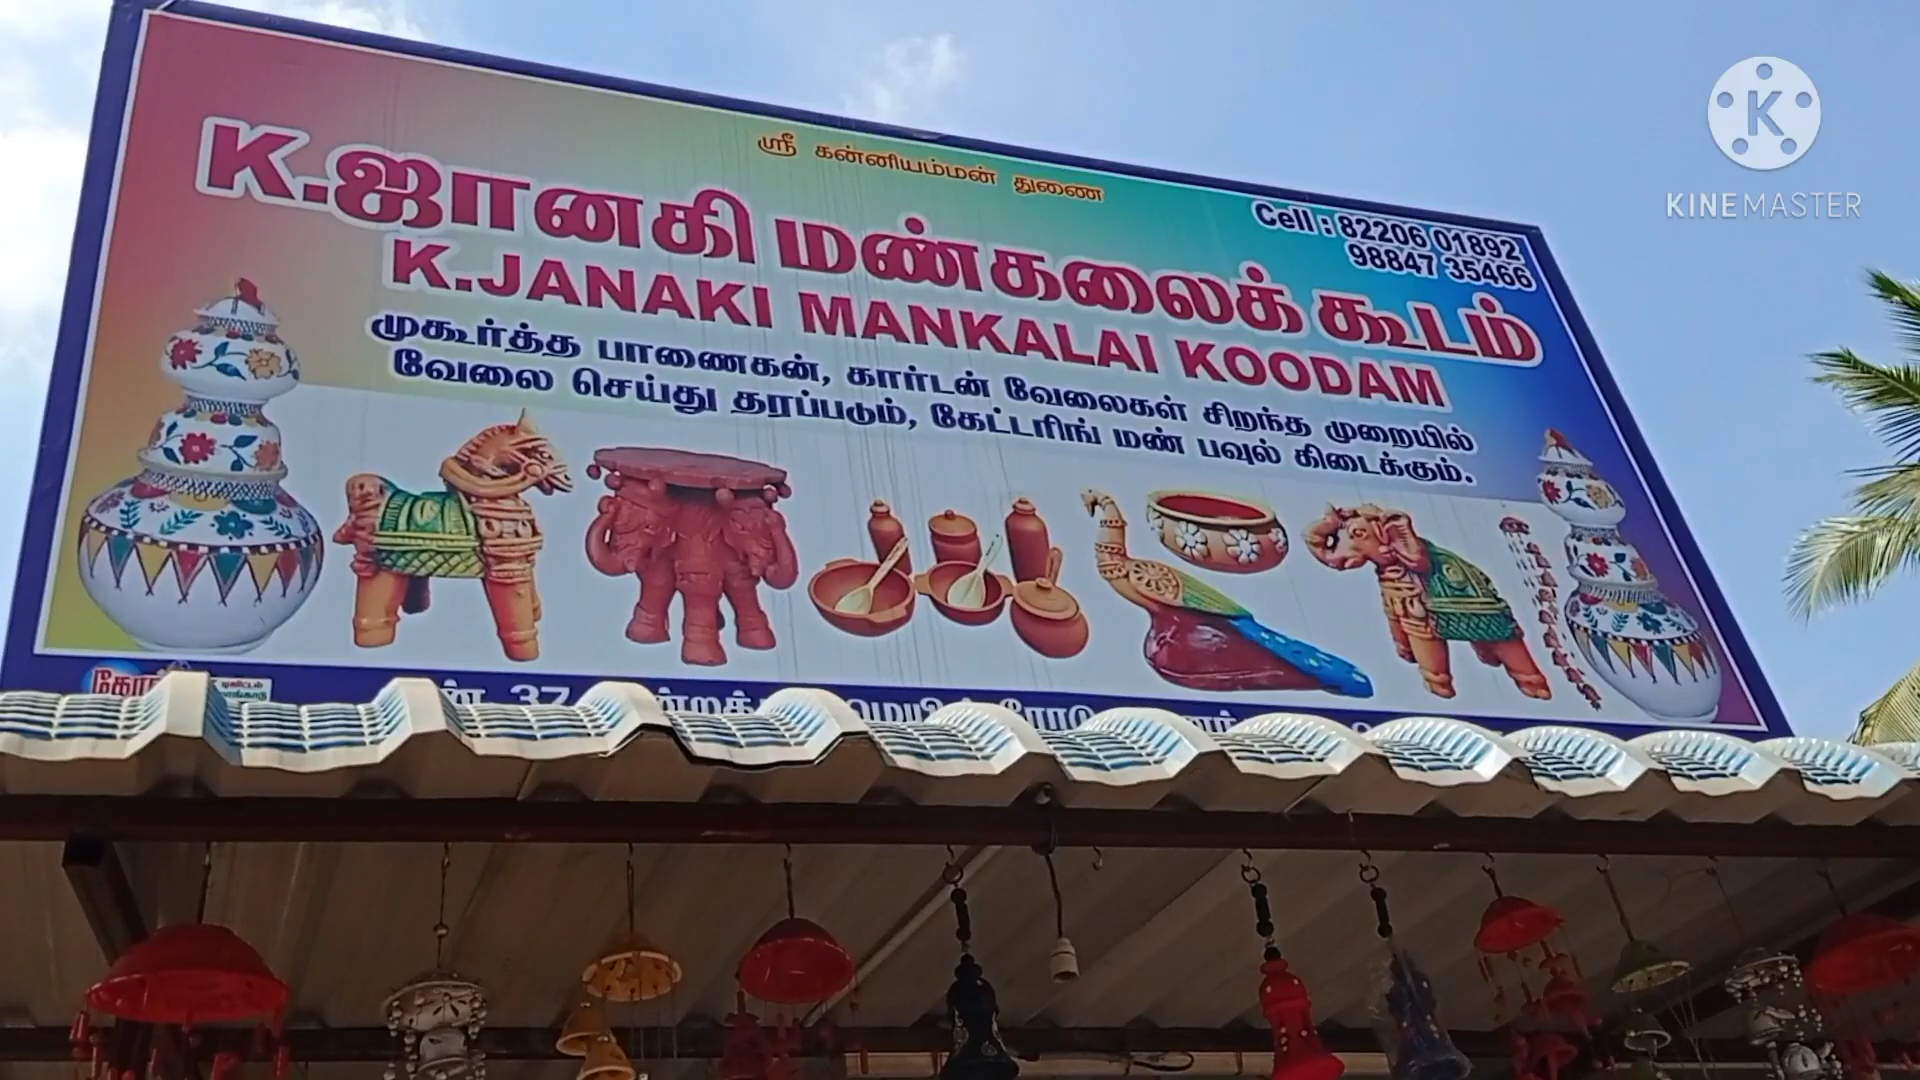 ஸ்ரீ கன்னியம்மன் துணை
Cell : 82206 01892
98847 35466
K.ஜானகி மண்கலைக் கூடம்
K.JANAKI MANKALAI KOODAM
முகூர்த்த பாணைகள், கார்டன் வேலைகள் சிறந்த முறையில்
வேலை செய்து தரப்படும், கேட்டரிங் மண் பவுல் கிடைக்கும்.
37
K
KINEMASTER